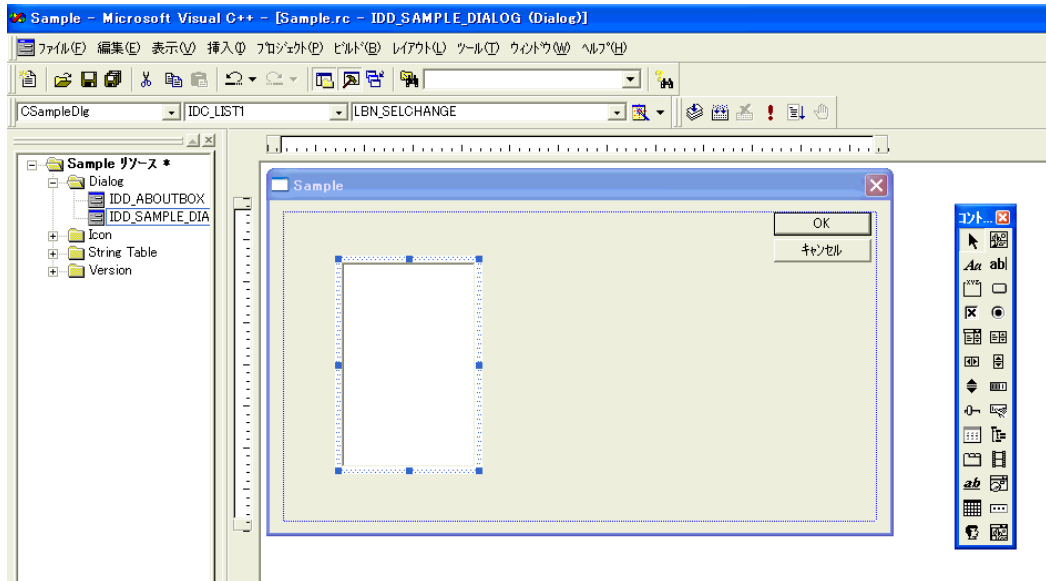 Sample - Microsoft Visual C++ - [Sample.rc - IDD_SAMPLE_DIALOG (Dialog)]
ファイル(F) 編集(E) 表示(V) 挿入(I) プロジェクト(P) ビルド(B) レイアウト(L) ツール(T) ウィンドウ(W) ヘルプ(H)
CSampleDlg IDC_LIST1 LBN_SELCHANGE
Sample リソース *
Dialog
IDD_ABOUTBOX
IDD_SAMPLE_DIA
Icon
String Table
Version
Sample
OK
キャンセル
コント...
Aa ab|
xyz
ab